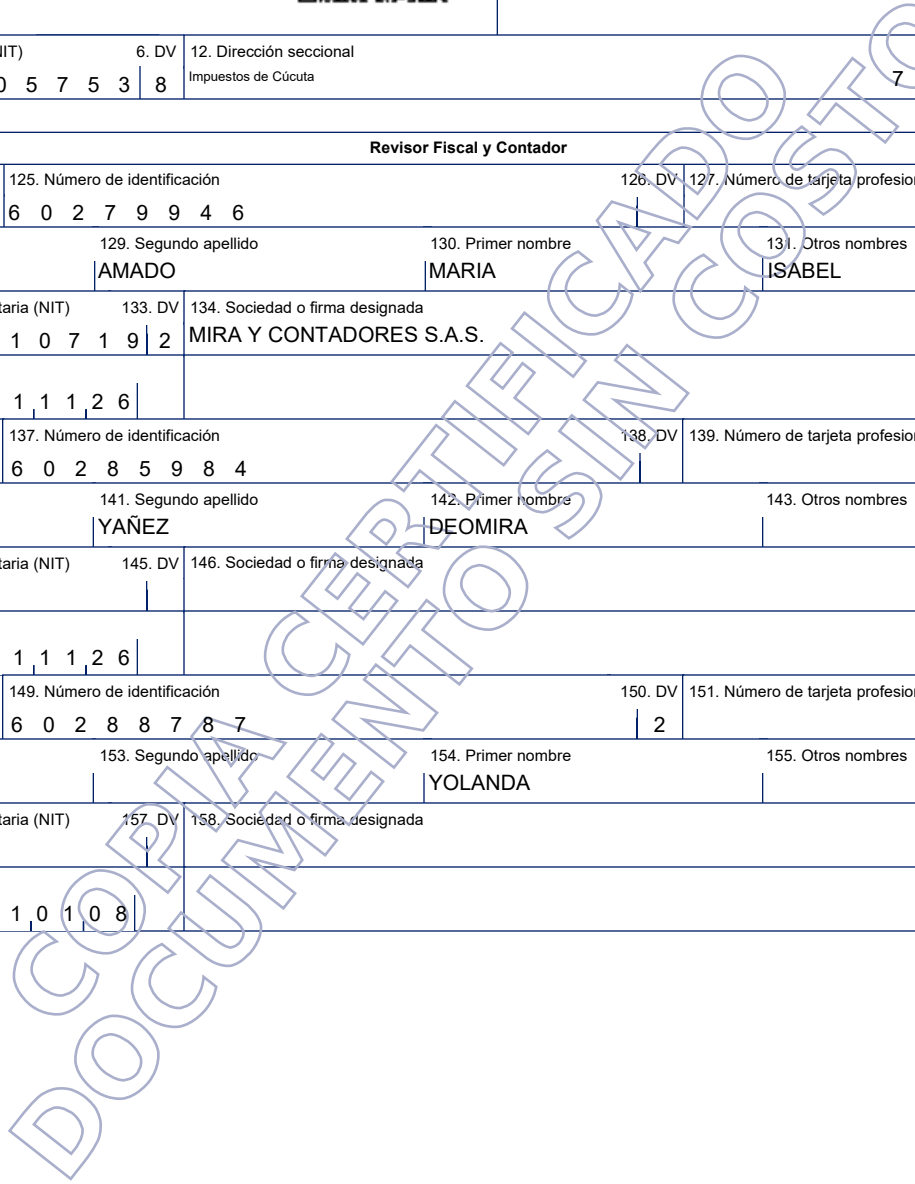 NIT) 6. DV 12. Dirección seccional
0 5 7 5 3 8 Impuestos de Cúcuta 7
Revisor Fiscal y Contador
125. Número de identificación 126. DV 127. Número de tarjeta profesion
6 0 2 7 9 9 4 6
129. Segundo apellido 130. Primer nombre 131. Otros nombres
AMADO MARIA ISABEL
taria (NIT) 133. DV 134. Sociedad o firma designada
1 0 7 1 9 2 MIRA Y CONTADORES S.A.S.
1 1 1 2 6
137. Número de identificación 138. DV 139. Número de tarjeta profesion
6 0 2 8 5 9 8 4
141. Segundo apellido 142. Primer nombre 143. Otros nombres
YAÑEZ DEOMIRA
taria (NIT) 145. DV 146. Sociedad o firma designada
1 1 1 2 6
149. Número de identificación 150. DV 151. Número de tarjeta profesion
6 0 2 8 8 7 8 7 2
153. Segundo apellido 154. Primer nombre 155. Otros nombres
YOLANDA
taria (NIT) 157. DV 158. Sociedad o firma designada
1 0 1 0 8
COPIA CERTIFICADO
DOCUMENTO SIN COSTO